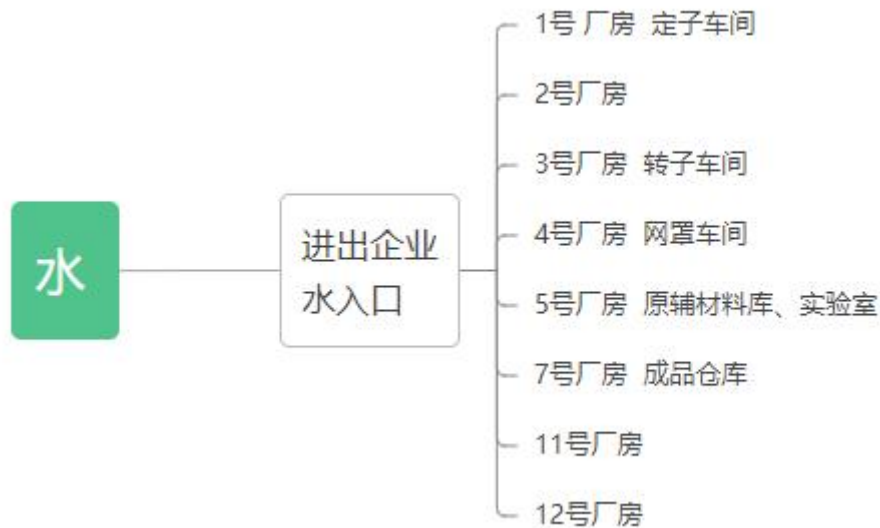 水
进出企业
水入口
1号 厂房 定子车间
2号厂房
3号厂房 转子车间
4号厂房 网罩车间
5号厂房 原辅材料库、实验室
7号厂房 成品仓库
11号厂房
12号厂房